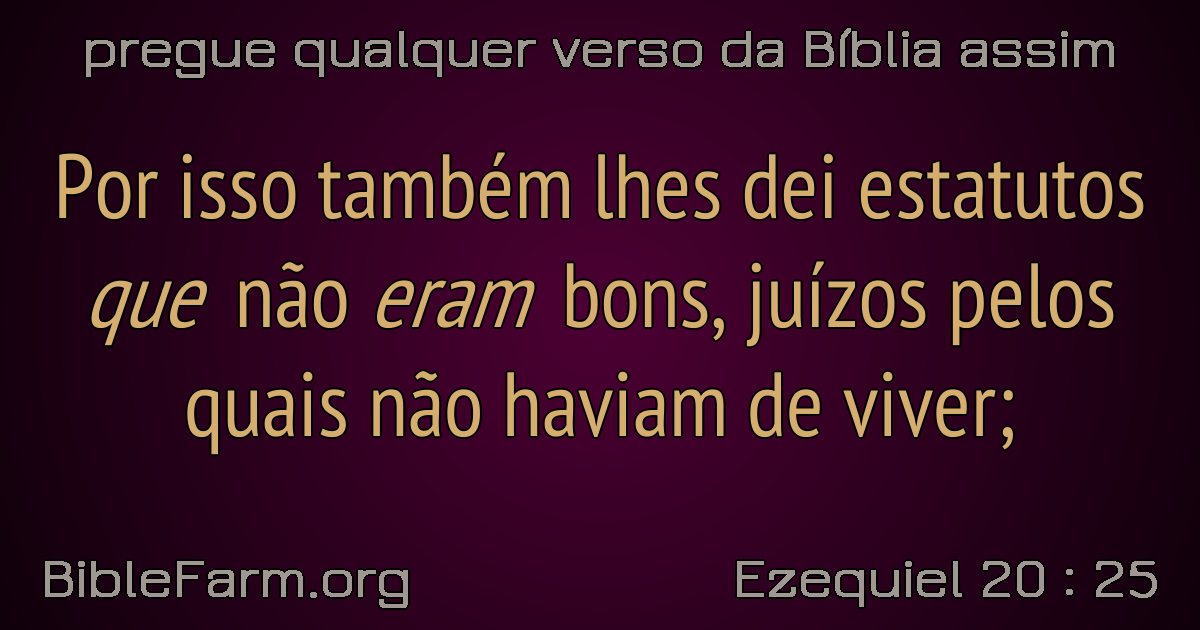 pregue qualquer verso da Bíblia assim
Por isso também lhes dei estatutos
que não eram bons, juízos pelos
quais não haviam de viver;
BibleFarm.org
Ezequiel 20 : 25